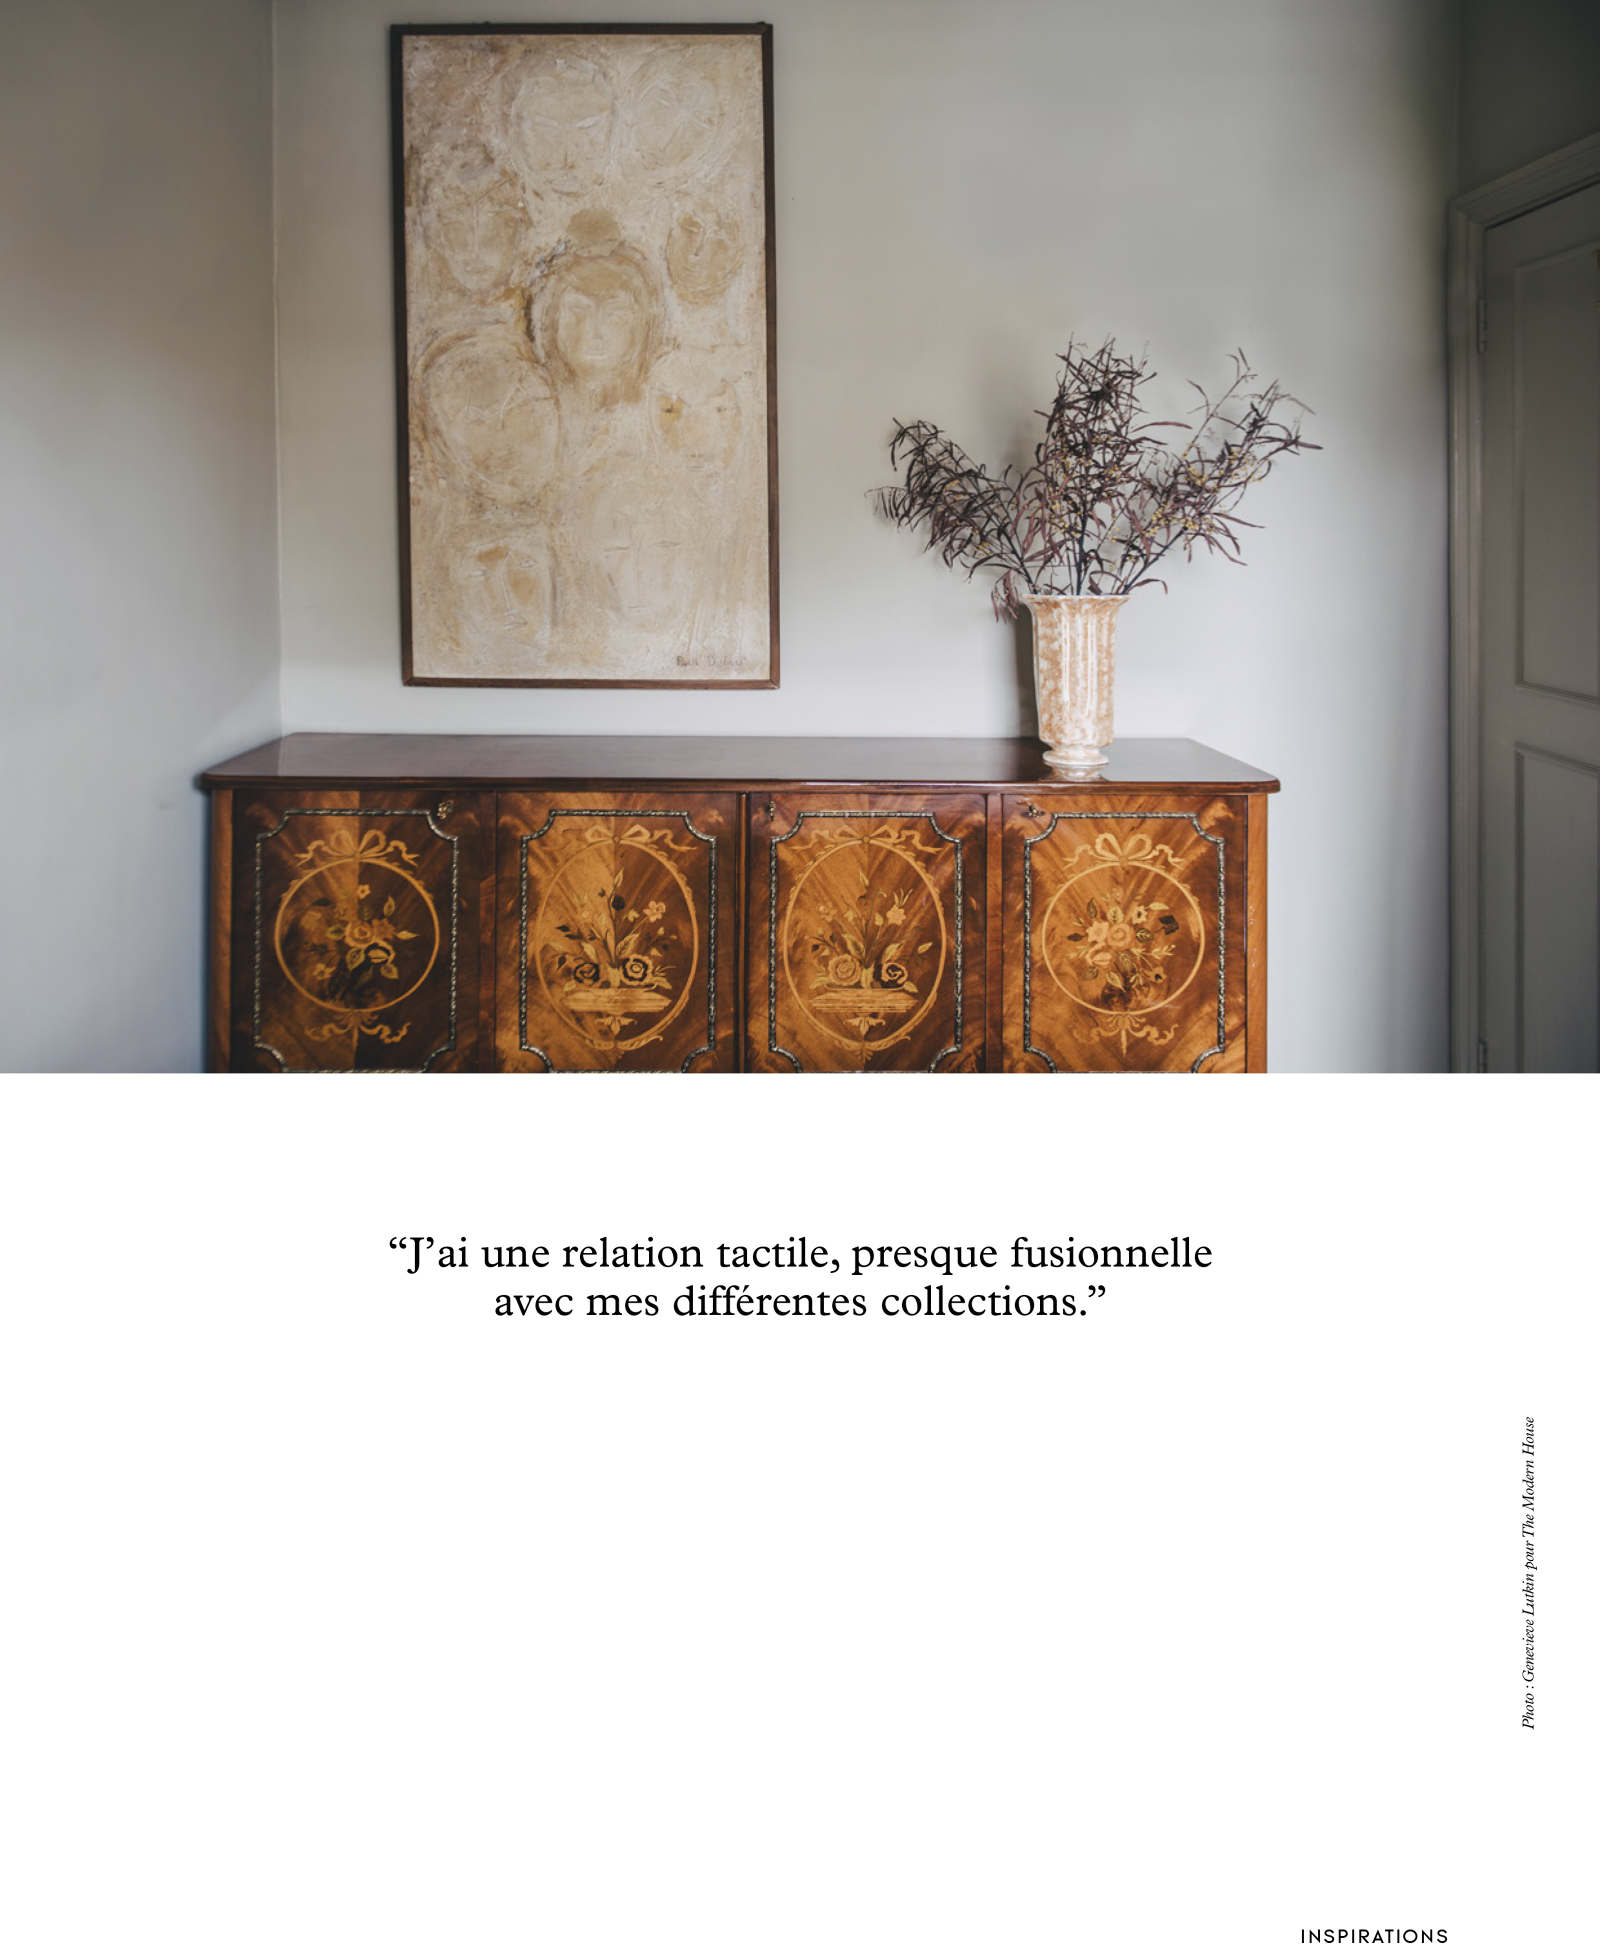 “J’ai une relation tactile, presque fusionnelle
avec mes différentes collections.”
Photo : Genevieve Lutkin pour The Modern House
INSPIRATIONS